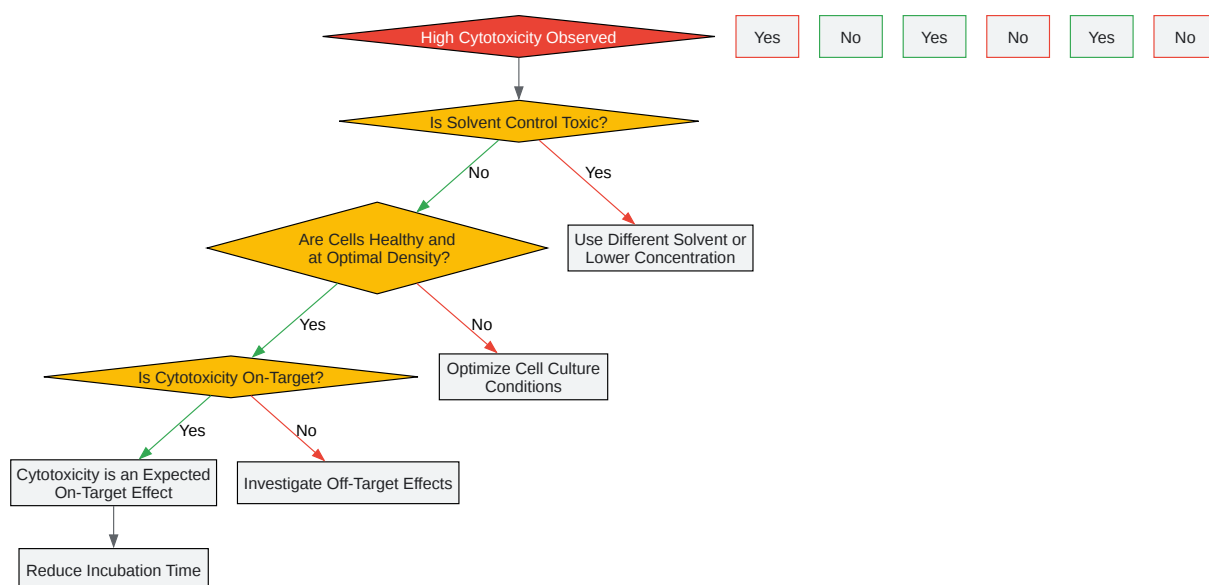 High Cytotoxicity Observed
Yes
No
Yes
No
Yes
No
Is Solvent Control Toxic?
No
Yes
Are Cells Healthy and
at Optimal Density?
Use Different Solvent or
Lower Concentration
Yes
No
Is Cytotoxicity On-Target?
Optimize Cell Culture
Conditions
Yes
No
Cytotoxicity is an Expected
On-Target Effect
Investigate Off-Target Effects
Reduce Incubation Time